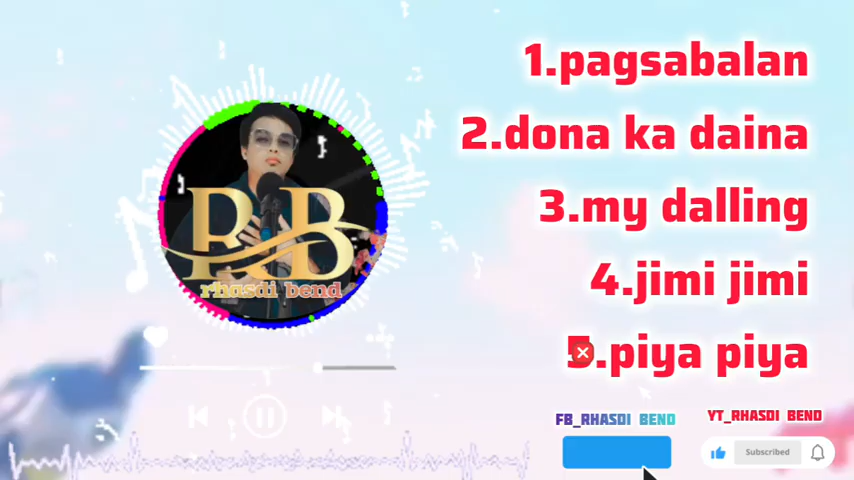 1.pagsabalan
2.dona ka daina
3.my dalling
4.jimi jimi
5.piya piya
RB
rhasdi bend
FB_RHASDI BEND
YT_RHASDI BEND
Subscribed